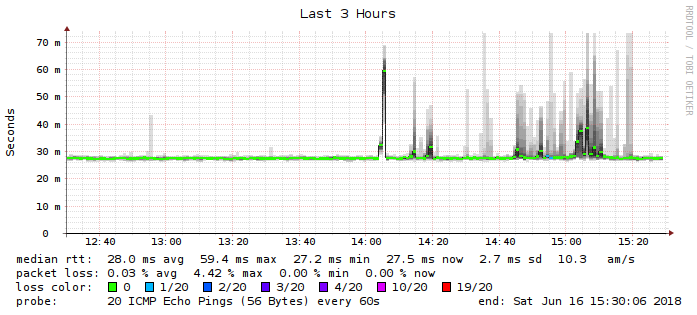 Last 3 Hours
RRDTOOL / TOBI OETIKER
Seconds
70 m
60 m
50 m
40 m
30 m
20 m
10 m
0
12:40 13:00 13:20 13:40 14:00 14:20 14:40 15:00 15:20
median rtt: 28.0 ms avg 59.4 ms max 27.2 ms min 27.5 ms now 2.7 ms sd 10.3 am/s
packet loss: 0.03 % avg 4.42 % max 0.00 % min 0.00 % now
loss color: 0 1/20 2/20 3/20 4/20 10/20 19/20
probe: 20 ICMP Echo Pings (56 Bytes) every 60s end: Sat Jun 16 15:30:06 2018